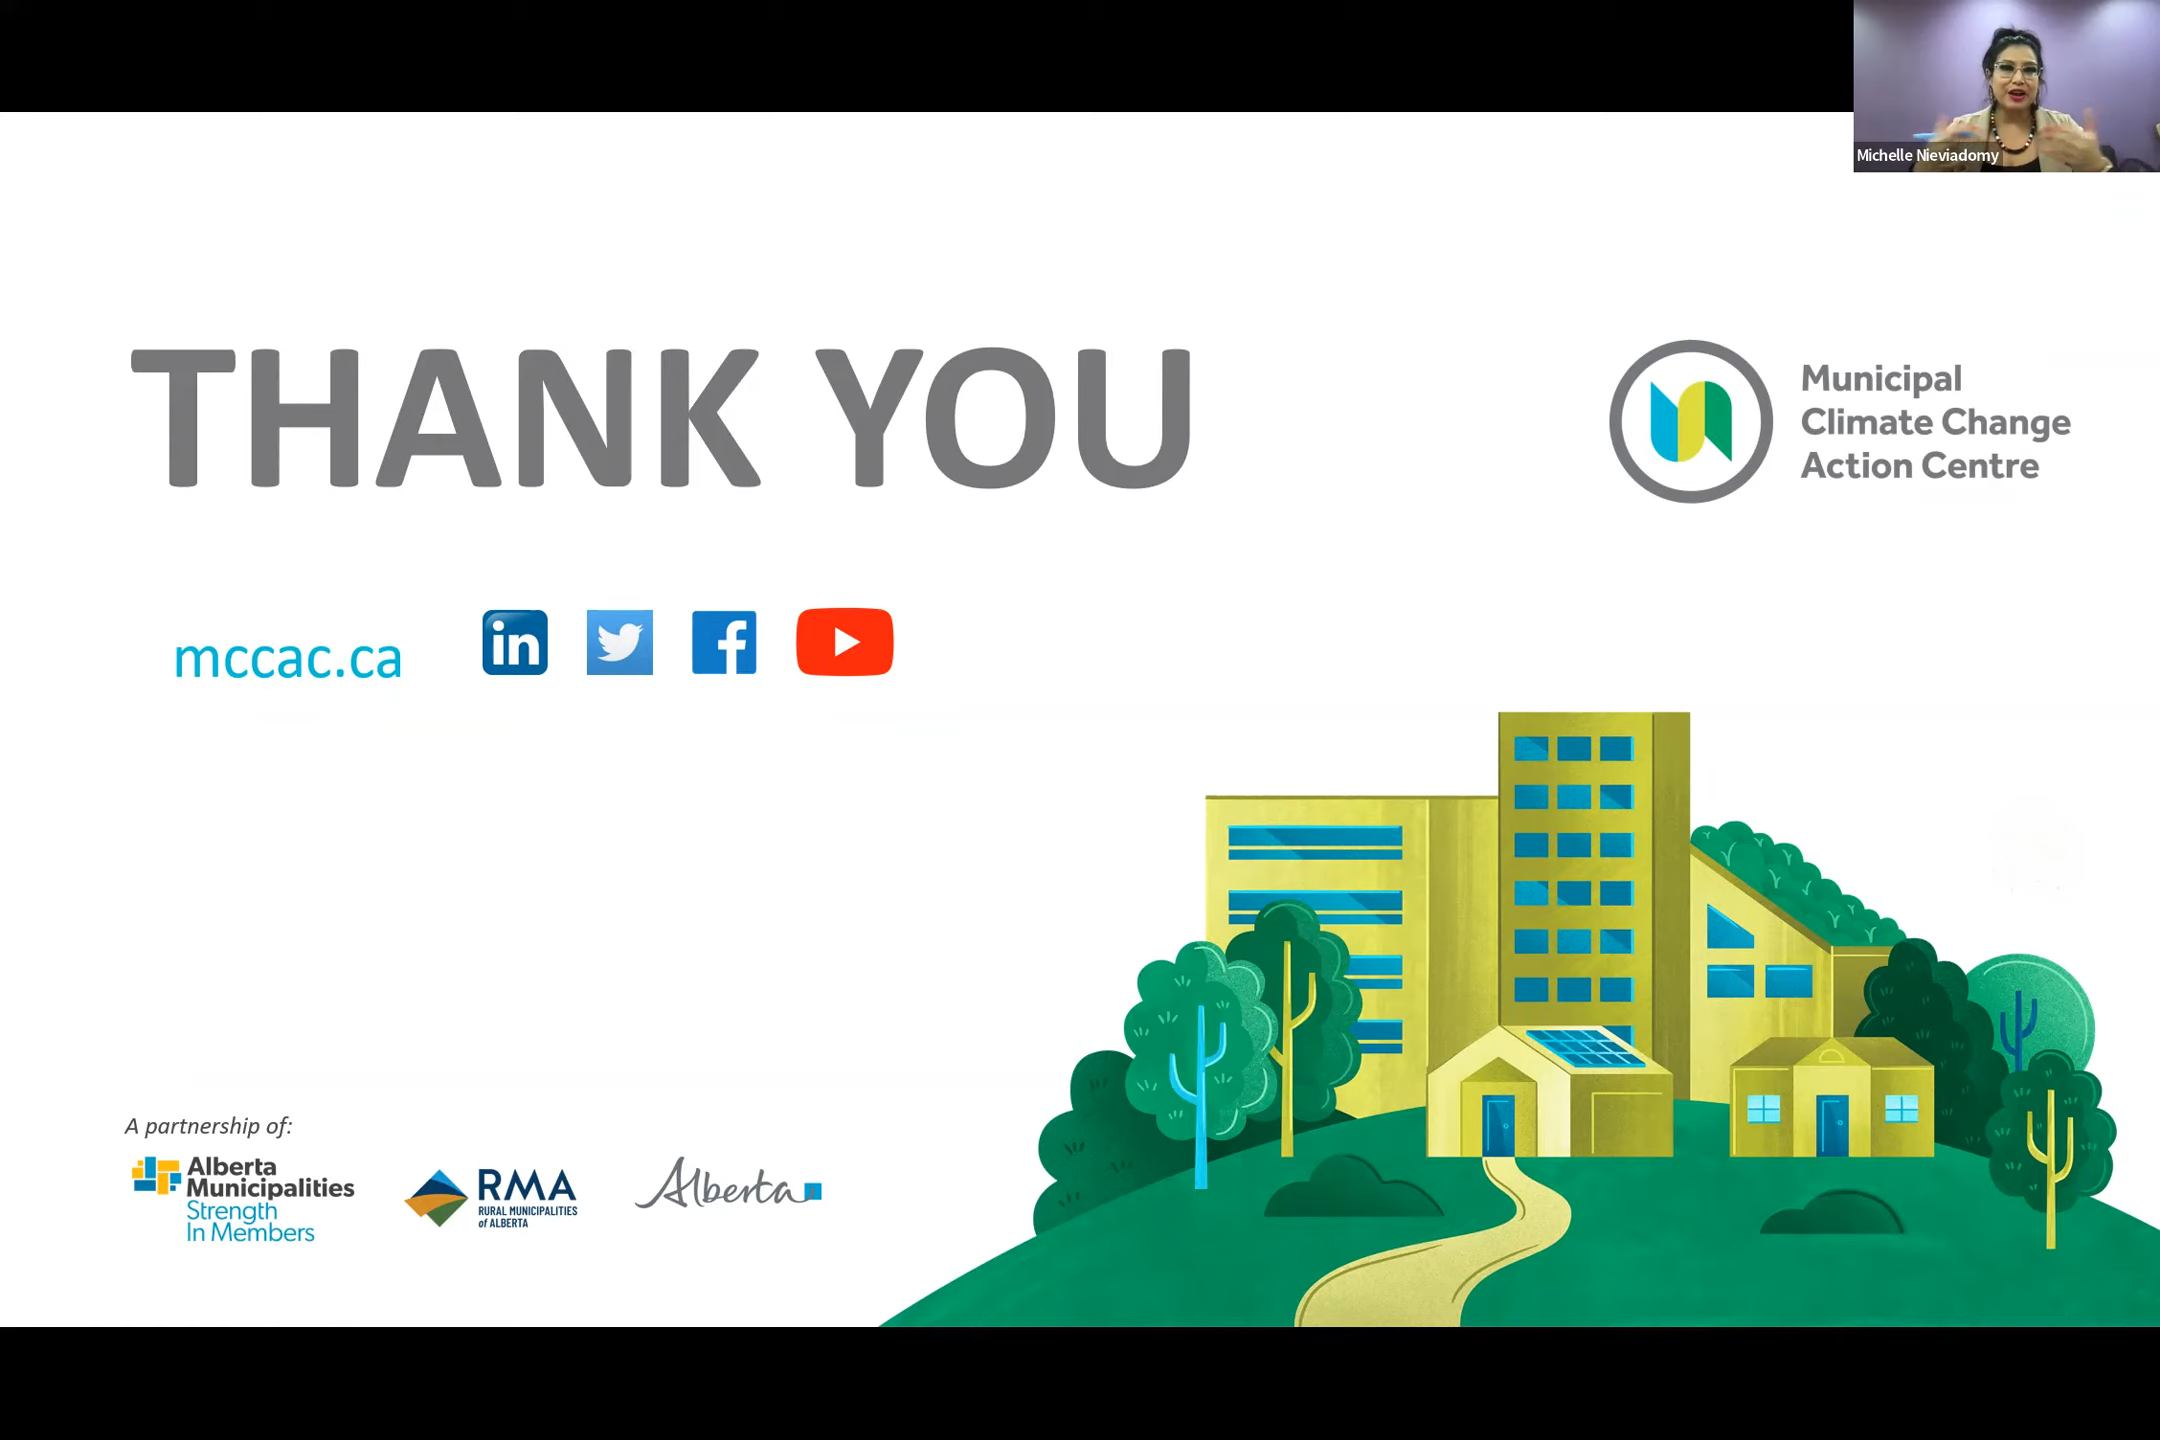 Michelle Nieviadomy
THANK YOU
Municipal
Climate Change
Action Centre
mccac.ca
in
f
A partnership of:
Alberta
Municipalities
Strength
In Members
RMA
RURAL MUNICIPALITIES
of ALBERTA
Alberta